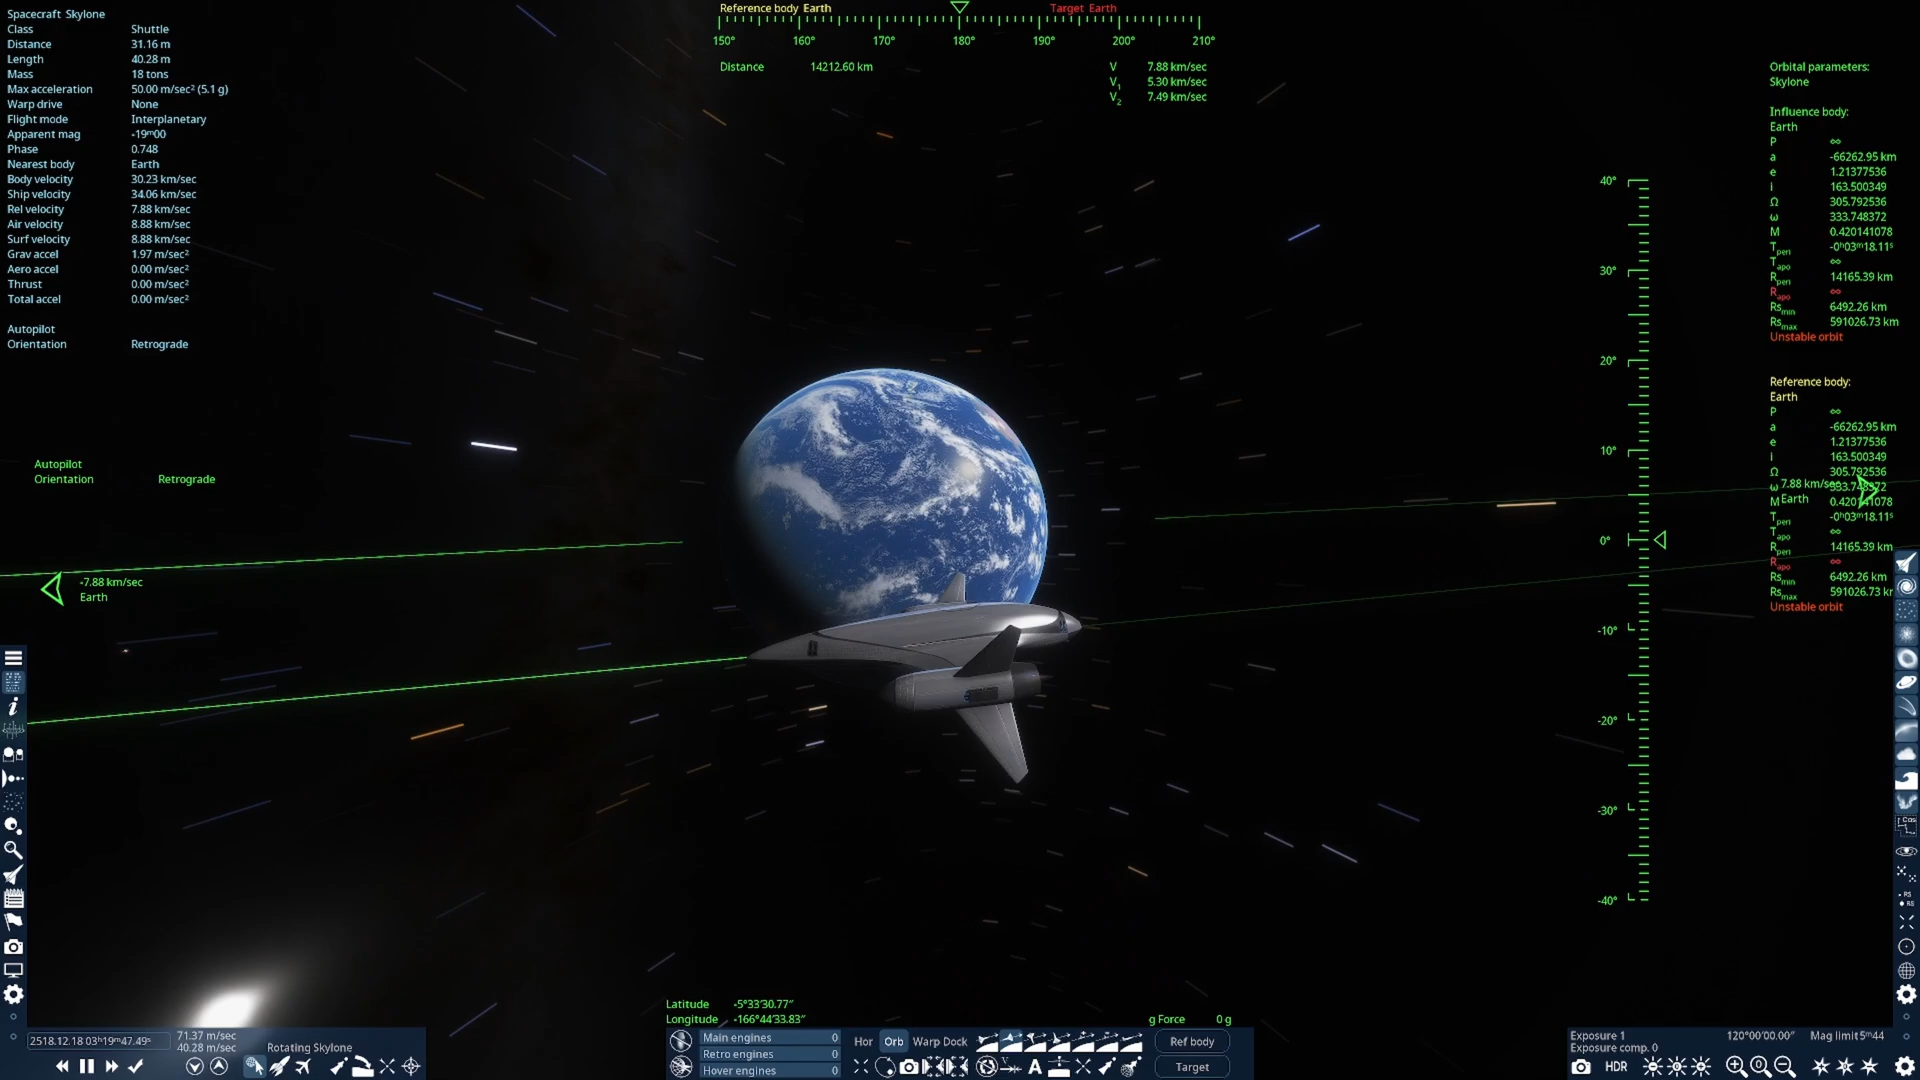 Spacecraft Skylone
Class Shuttle
Distance 31.16 m
Length 40.28 m
Mass 18 tons
Max acceleration 50.00 m/sec² (5.1 g)
Warp drive None
Flight mode Interplanetary
Apparent mag -19ᵐ00
Phase 0.748
Nearest body Earth
Body velocity 30.23 km/sec
Ship velocity 34.06 km/sec
Rel velocity 7.88 km/sec
Air velocity 8.88 km/sec
Surf velocity 8.88 km/sec
Grav accel 1.97 m/sec²
Aero accel 0.00 m/sec²
Thrust 0.00 m/sec²
Total accel 0.00 m/sec²
Autopilot
Orientation Retrograde
Autopilot
Orientation Retrograde
-7.88 km/sec
Earth
Reference body Earth Target Earth
150° 160° 170° 180° 190° 200° 210°
Distance 14212.60 km
V 7.88 km/sec
V₁ 5.30 km/sec
V₂ 7.49 km/sec
40°
30°
20°
10°
0°
-10°
-20°
-30°
-40°
Orbital parameters:
Skylone
Influence body:
Earth
P ∞
a -66262.95 km
e 1.21377536
i 163.500349
Ω 305.792536
ω 333.748372
M 0.420141078
Tperi -0ʰ03ᵐ18.11ˢ
Tapo ∞
Rperi 14165.39 km
Rapo ∞
Rsmin 6492.26 km
Rsmax 591026.73 km
Unstable orbit
Reference body:
Earth
P ∞
a -66262.95 km
e 1.21377536
i 163.500349
Ω 305.792536
ω 333.748372
7.88 km/sec
M 0.420141078
Earth
Tperi -0ʰ03ᵐ18.11ˢ
Tapo ∞
Rperi 14165.39 km
Rapo ∞
Rsmin 6492.26 km
Rsmax 591026.73 kr
Unstable orbit
Latitude -5°33′30.77″
Longitude -166°44′33.83″
g Force 0 g
2518.12.18 03ʰ19ᵐ47.49ˢ
71.37 m/sec
40.28 m/sec
Rotating Skylone
Main engines 0
Retro engines 0
Hover engines 0
Hor Orb Warp Dock
A
Ref body
Target
Exposure 1 120°00′00.00″ Mag limit 5ᵐ44
Exposure comp. 0
HDR